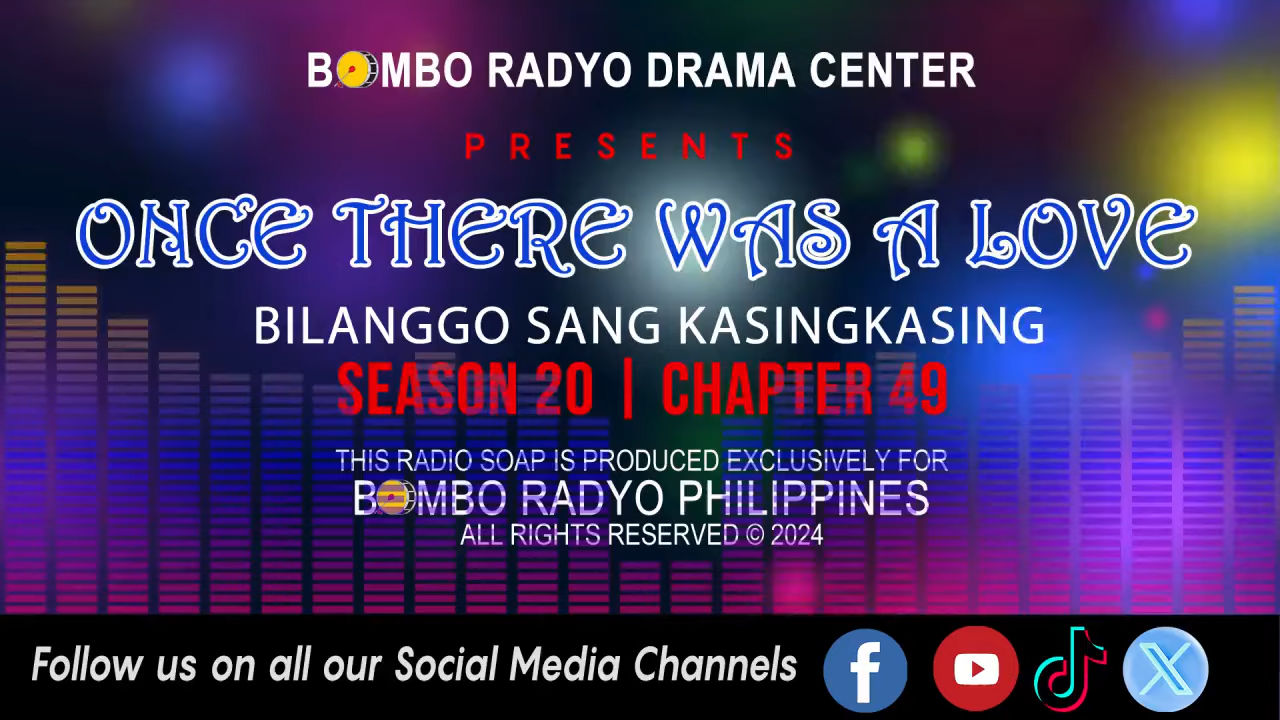 BOMBO RADYO DRAMA CENTER
PRESENTS
ONCE THERE WAS A LOVE
BILANGGO SANG KASINGKASING
SEASON 20 | CHAPTER 49
THIS RADIO SOAP IS PRODUCED EXCLUSIVELY FOR
BOMBO RADYO PHILIPPINES
ALL RIGHTS RESERVED © 2024
Follow us on all our Social Media Channels